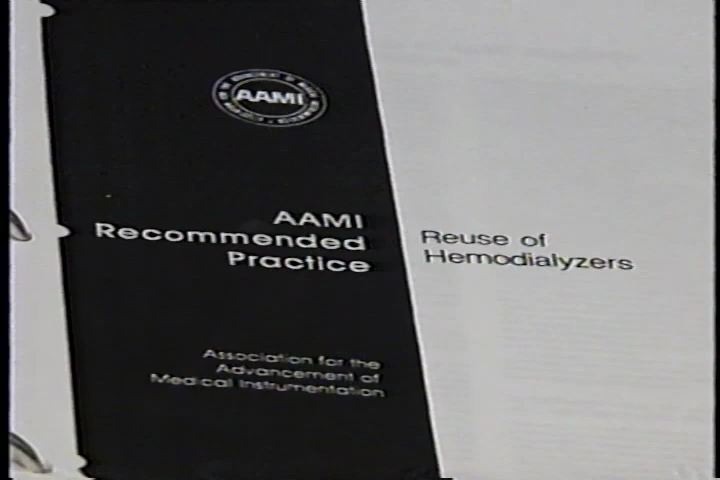 AAMI
AAMI
Recommended
Practice
Reuse of
Hemodialyzers
Association for the
Advancement of
Medical Instrumentation